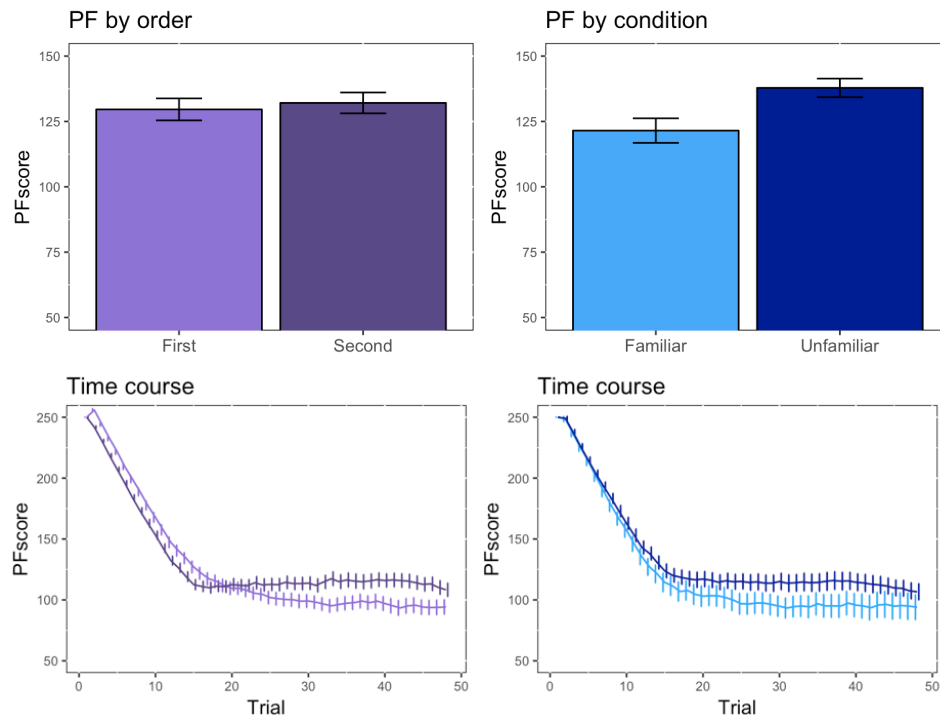 PF by order
150
125
100
75
50
PFscore
First
Second
PF by condition
150
125
100
75
50
PFscore
Familiar
Unfamiliar
Time course
250
200
150
100
50
PFscore
0 10 20 30 40 50
Trial
Time course
250
200
150
100
50
PFscore
0 10 20 30 40 50
Trial